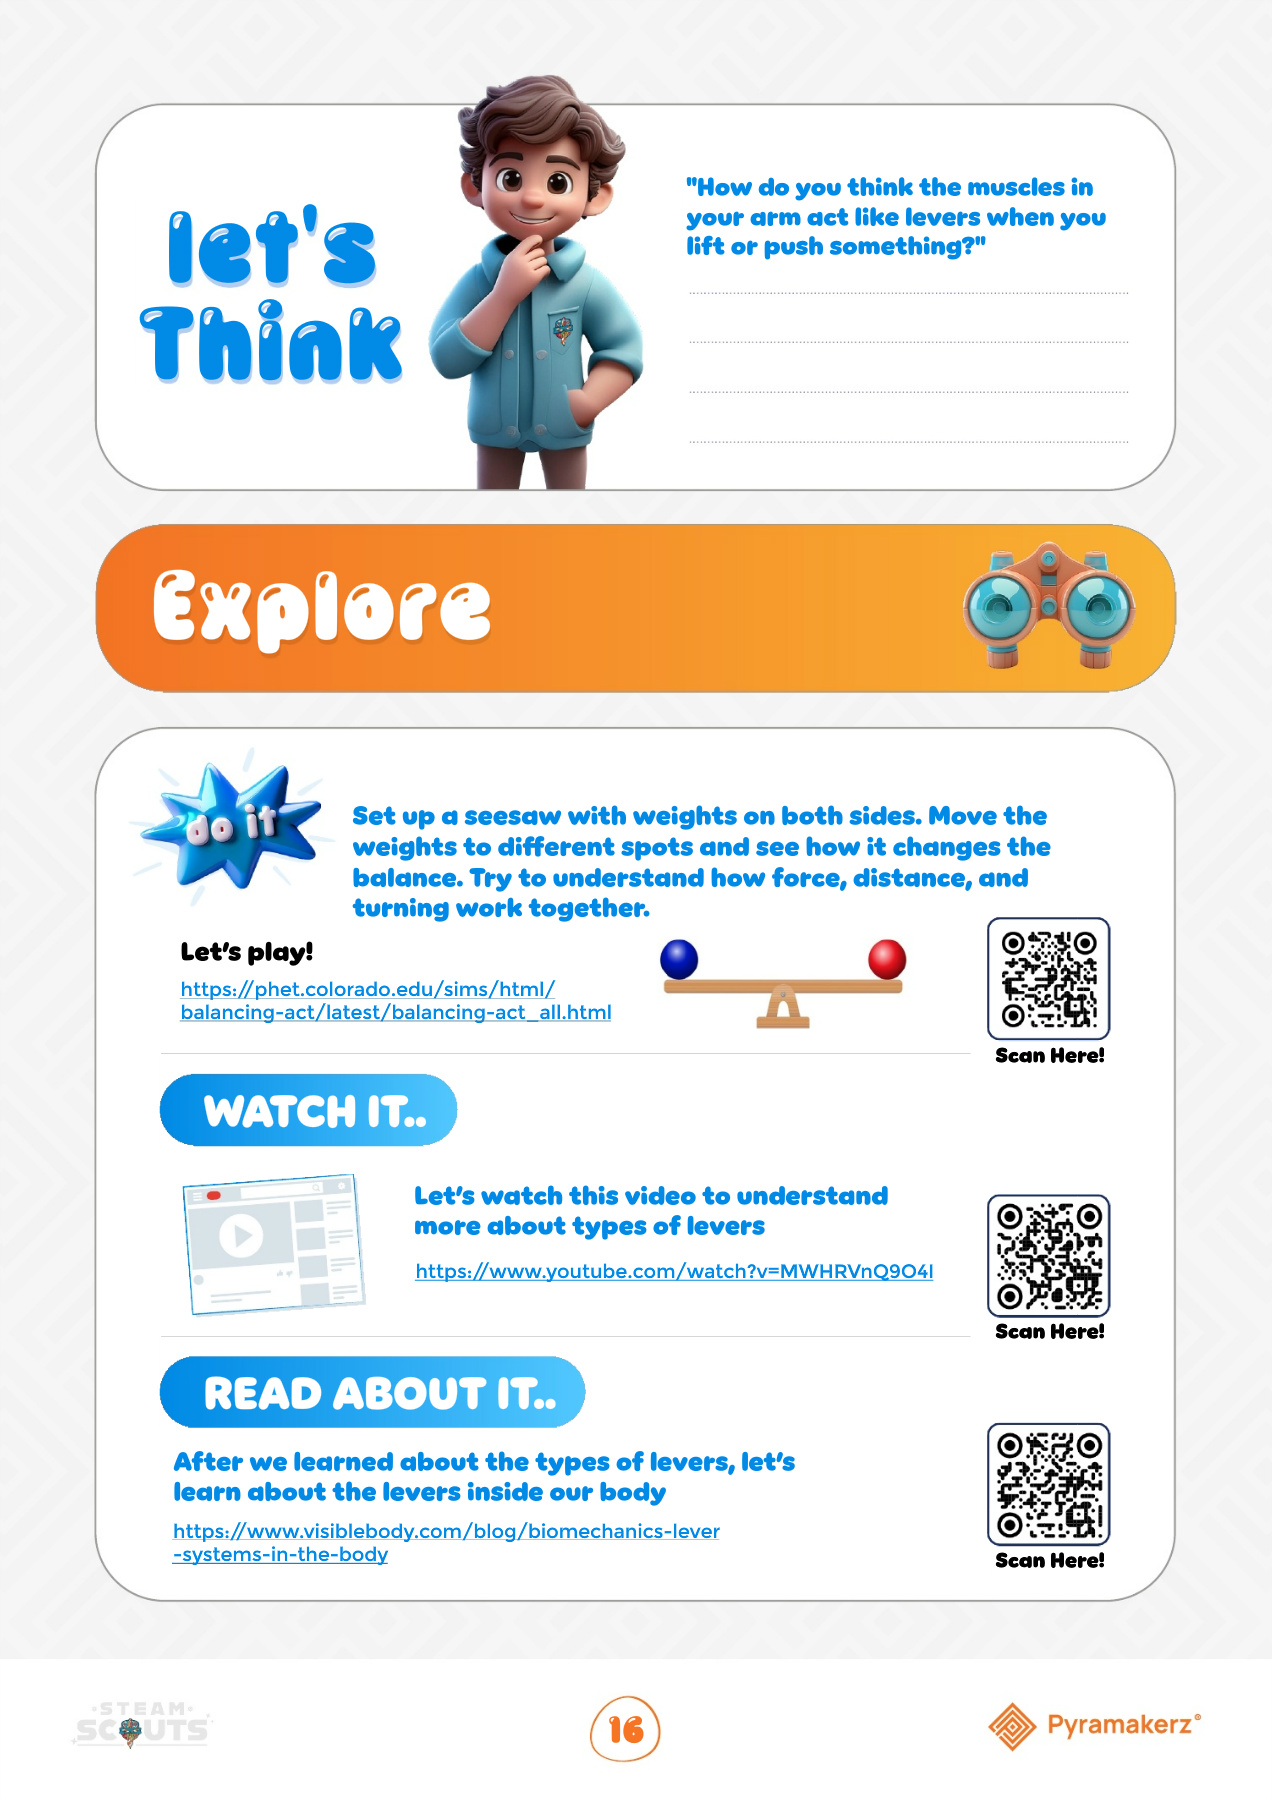 let's
Think
"How do you think the muscles in
your arm act like levers when you
lift or push something?"
Explore
do it
Set up a seesaw with weights on both sides. Move the
weights to different spots and see how it changes the
balance. Try to understand how force, distance, and
turning work together.
Let's play!
https://phet.colorado.edu/sims/html/
balancing-act/latest/balancing-act_all.html
Scan Here!
WATCH IT..
Let's watch this video to understand
more about types of levers
https://www.youtube.com/watch?v=MWHRVnQ9O4I
Scan Here!
READ ABOUT IT..
After we learned about the types of levers, let's
learn about the levers inside our body
https://www.visiblebody.com/blog/biomechanics-lever
-systems-in-the-body
Scan Here!
STEAM
SCOUTS
16
Pyramakerz®